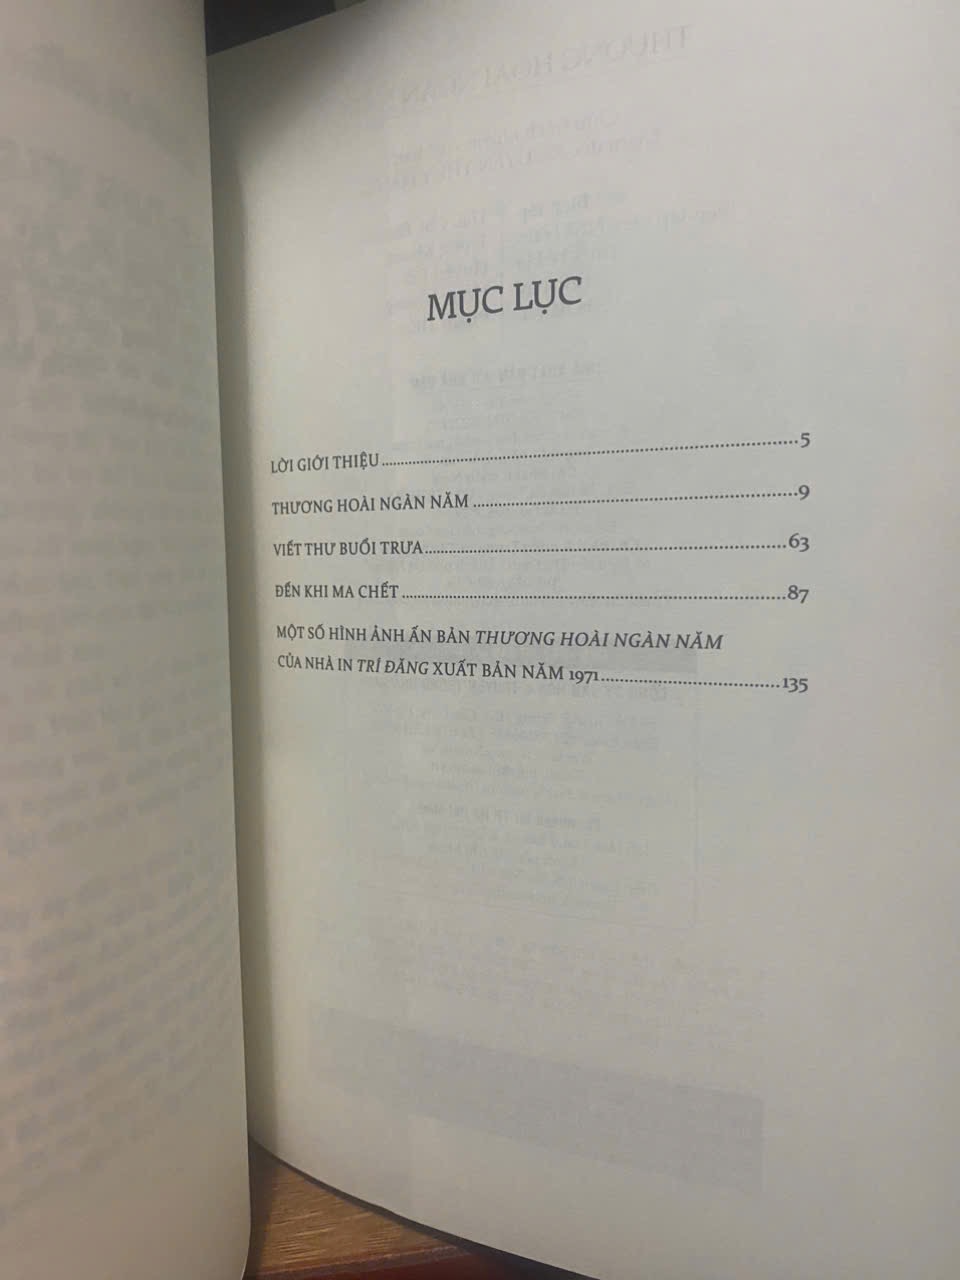 MỤC LỤC
LỜI GIỚI THIỆU....................5
THƯƠNG HOÀI NGÀN NĂM....................9
VIẾT THƯ BUỔI TRƯA....................63
ĐẾN KHI MA CHẾT....................87
MỘT SỐ HÌNH ẢNH ẤN BẢN THƯƠNG HOÀI NGÀN NĂM
CỦA NHÀ IN TRÍ ĐĂNG XUẤT BẢN NĂM 1971....................135